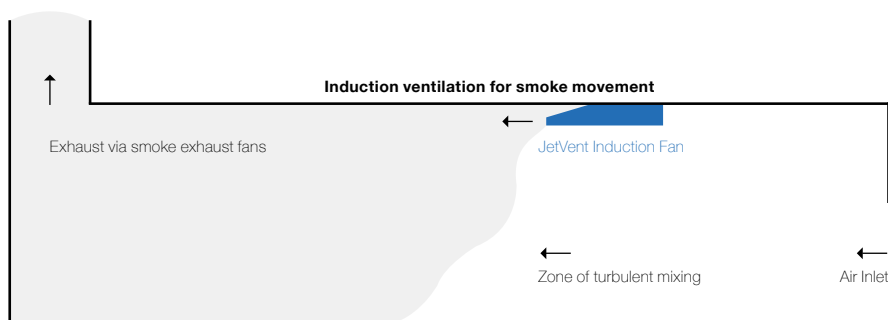 Induction ventilation for smoke movement
Exhaust via smoke exhaust fans
JetVent Induction Fan
Zone of turbulent mixing
Air Inlet